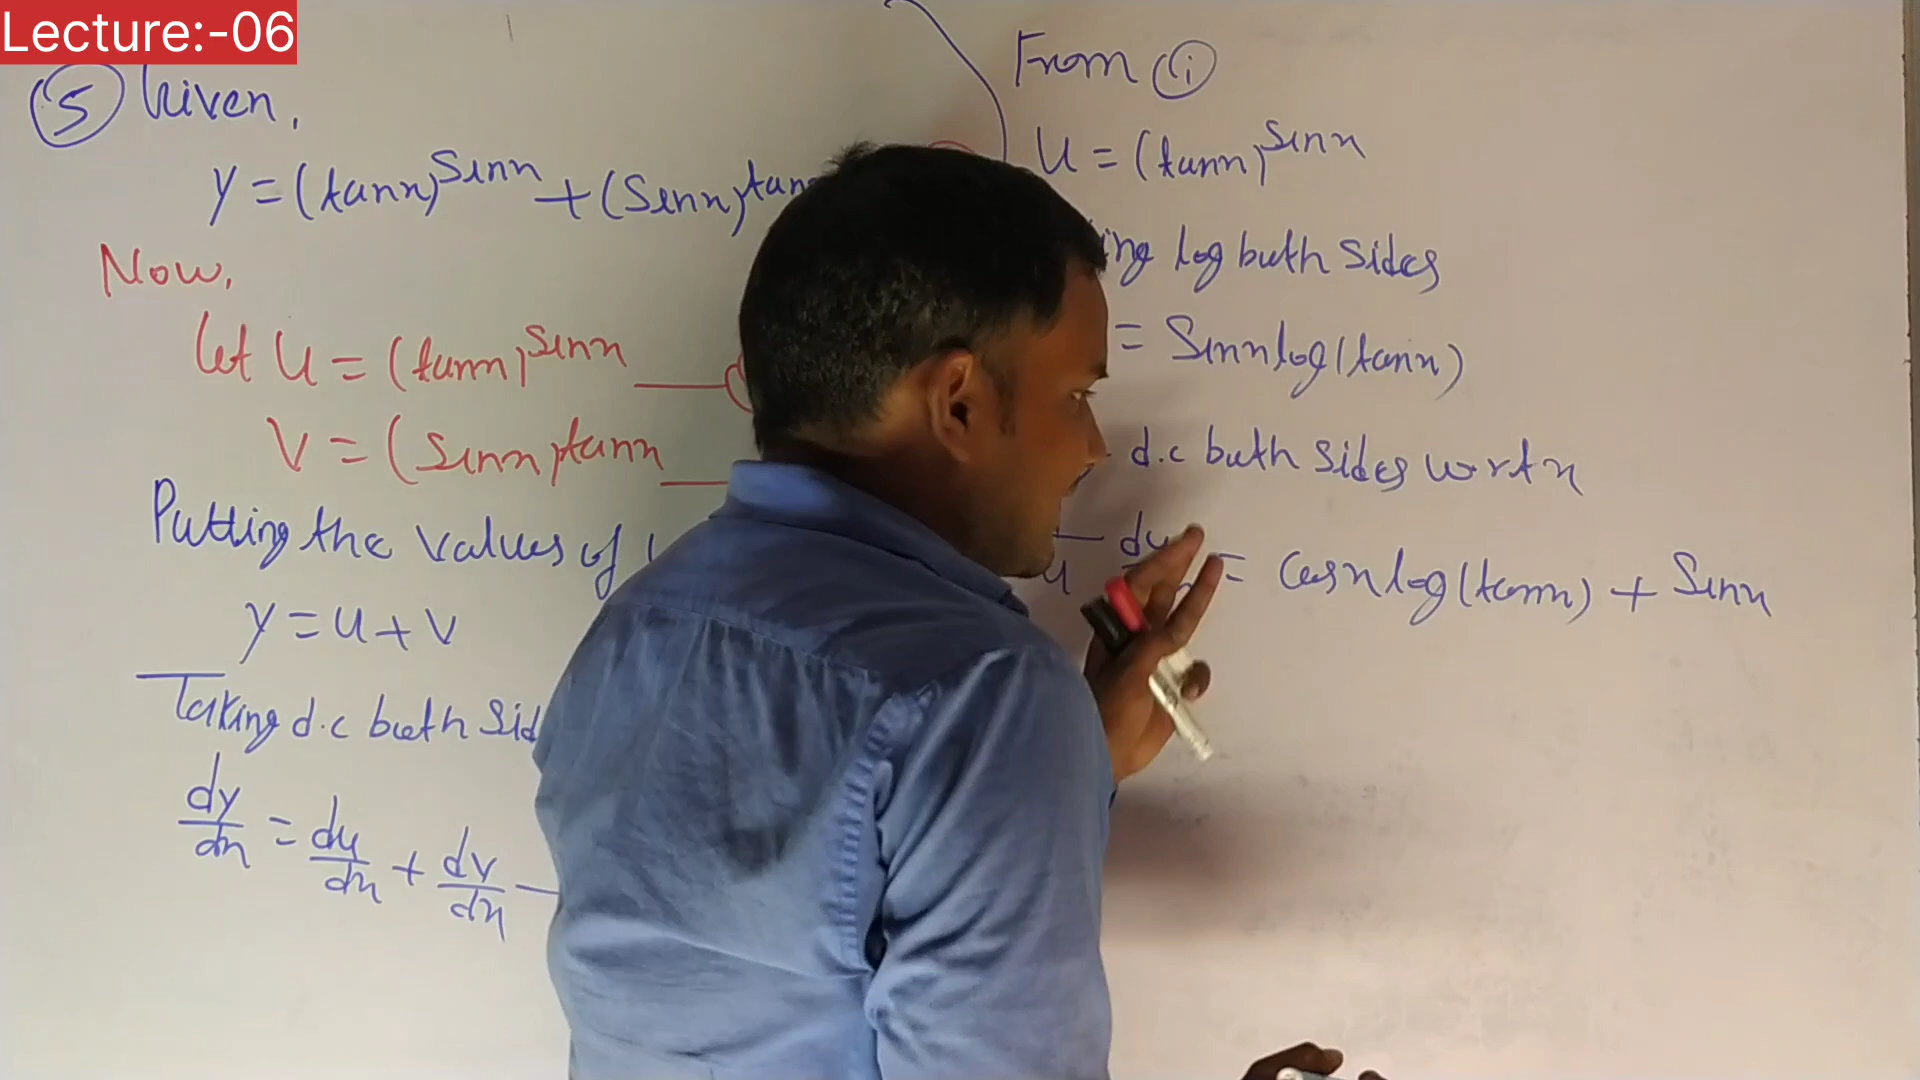 Lecture:-06
⑤ Given,
y = (tanx)^sinx + (sinx)^tan
Now,
let u = (tanx)^sinx
v = (sinx)^tanx
Putting the values of
y = u + v
Taking d.c both sid
dy/dx = du/dx + dv/dx
From ⓘ
u = (tanx)^sinx
ing log both sides
= sinx log(tanx)
d.c both sides w r t x
du = cosx log(tanx) + sinx